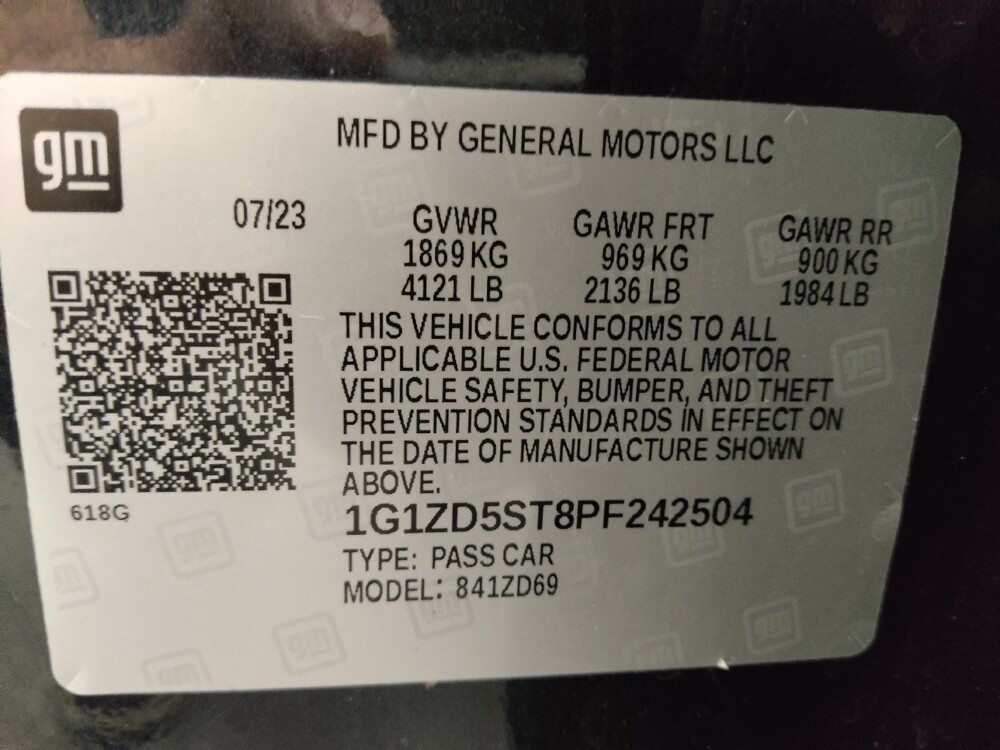 gm
MFD BY GENERAL MOTORS LLC
07/23
GVWR GAWR FRT GAWR RR
1869 KG 969 KG 900 KG
4121 LB 2136 LB 1984 LB
THIS VEHICLE CONFORMS TO ALL
APPLICABLE U.S. FEDERAL MOTOR
VEHICLE SAFETY, BUMPER, AND THEFT
PREVENTION STANDARDS IN EFFECT ON
THE DATE OF MANUFACTURE SHOWN
ABOVE.
618G
1G1ZD5ST8PF242504
TYPE: PASS CAR
MODEL: 841ZD69